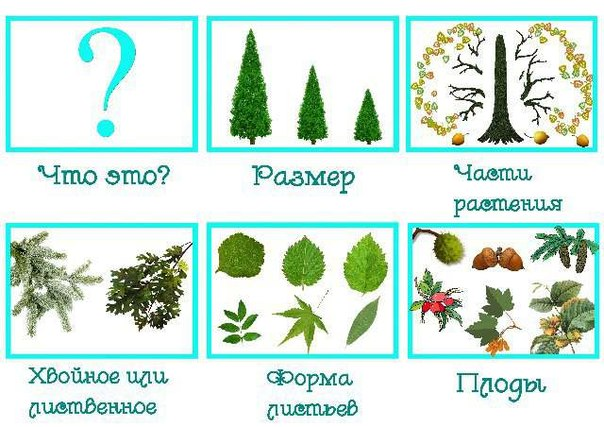 ?
Что это?
Размер
Части
растения
Хвойное или
лиственное
Форма
листьев
Плоды